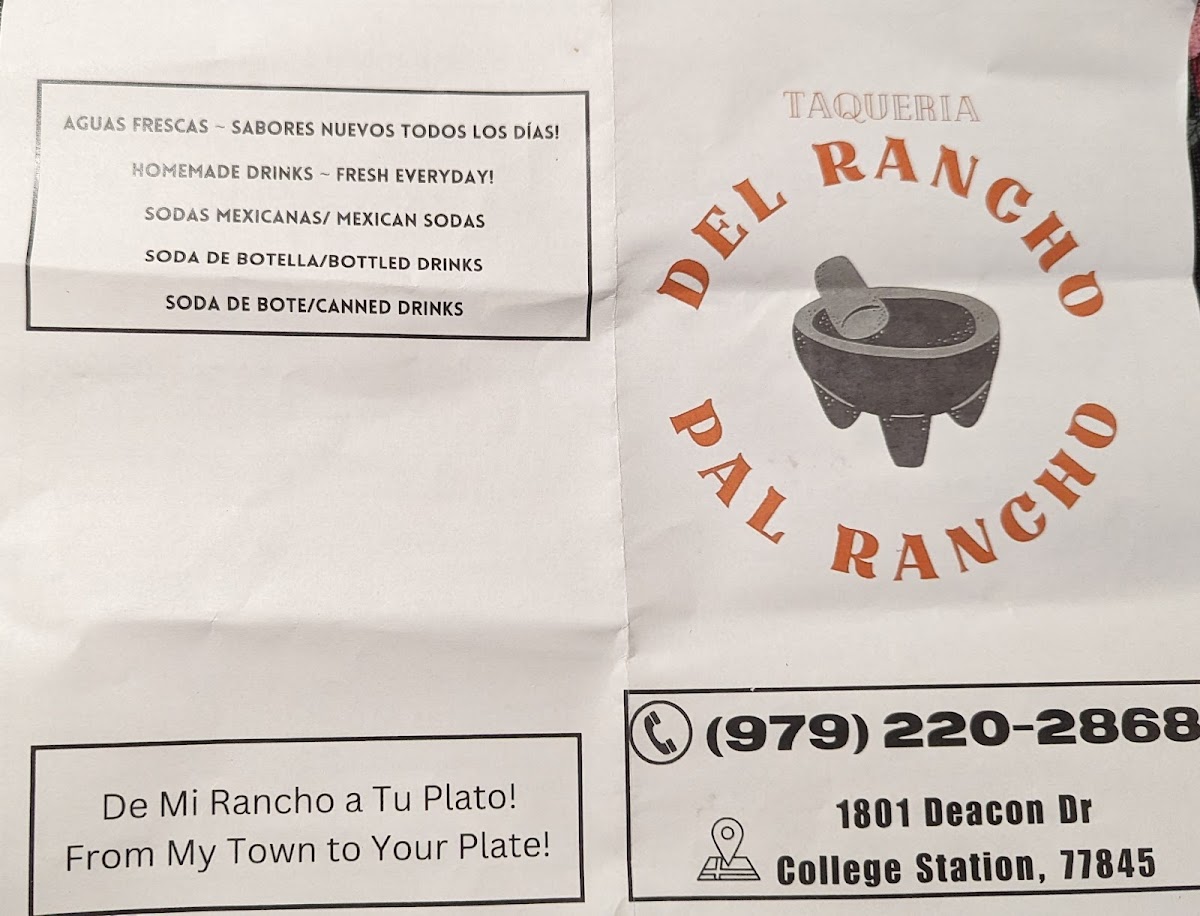 AGUAS FRESCAS ~ SABORES NUEVOS TODOS LOS DÍAS!
HOMEMADE DRINKS ~ FRESH EVERYDAY!
SODAS MEXICANAS/ MEXICAN SODAS
SODA DE BOTELLA/BOTTLED DRINKS
SODA DE BOTE/CANNED DRINKS
De Mi Rancho a Tu Plato!
From My Town to Your Plate!
TAQUERIA
DEL RANCHO
PAL RANCHO
(979) 220-2868
1801 Deacon Dr
College Station, 77845